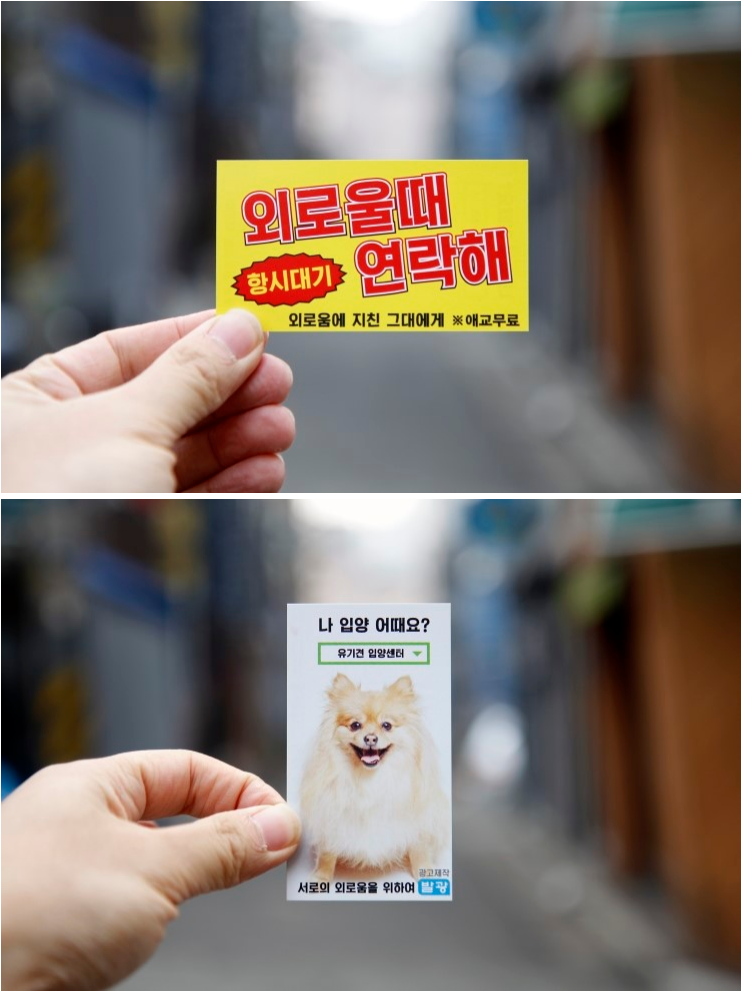 외로울때
연락해
항시대기
외로움에 지친 그대에게 ※애교무료
나 입양 어때요?
유기견 입양센터
광고제작
서로의 외로움을 위하여 발광